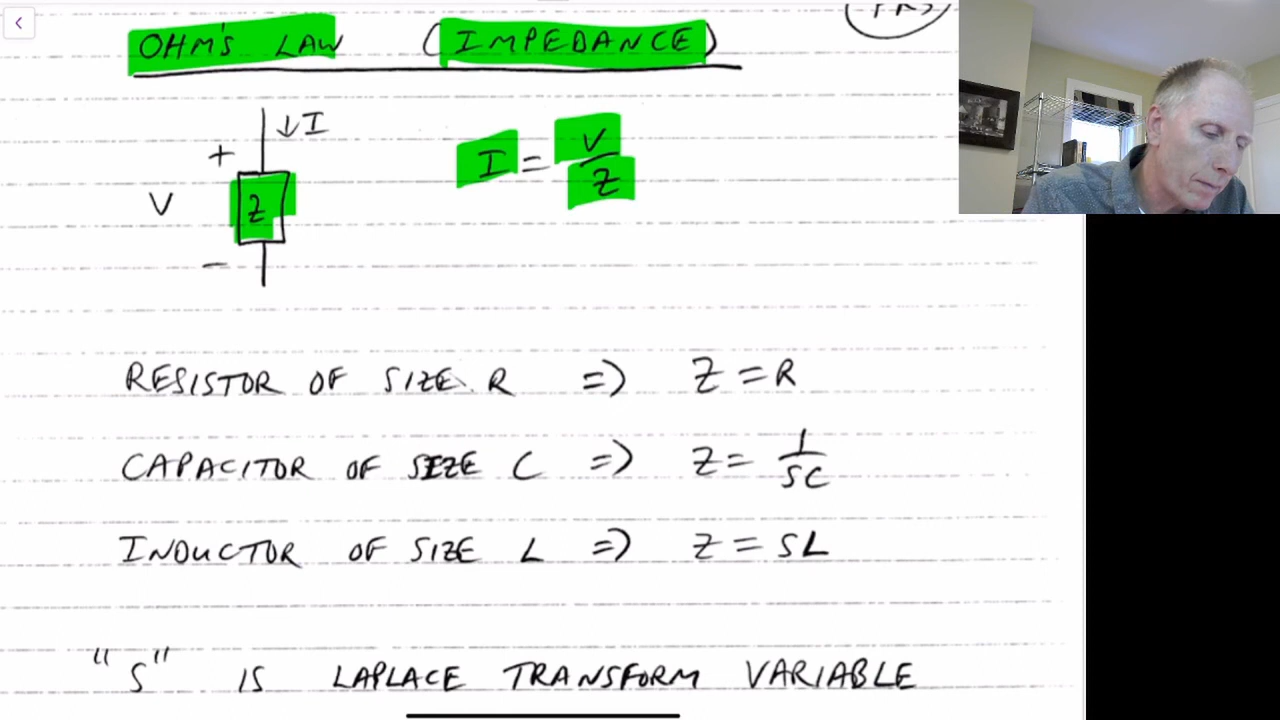 OHM'S LAW (IMPEDANCE)
↓I
+
V
Z
-
I = V/Z
RESISTOR OF SIZE R => Z = R
CAPACITOR OF SIZE C => Z = 1/SC
INDUCTOR OF SIZE L => Z = SL
"S" IS LAPLACE TRANSFORM VARIABLE